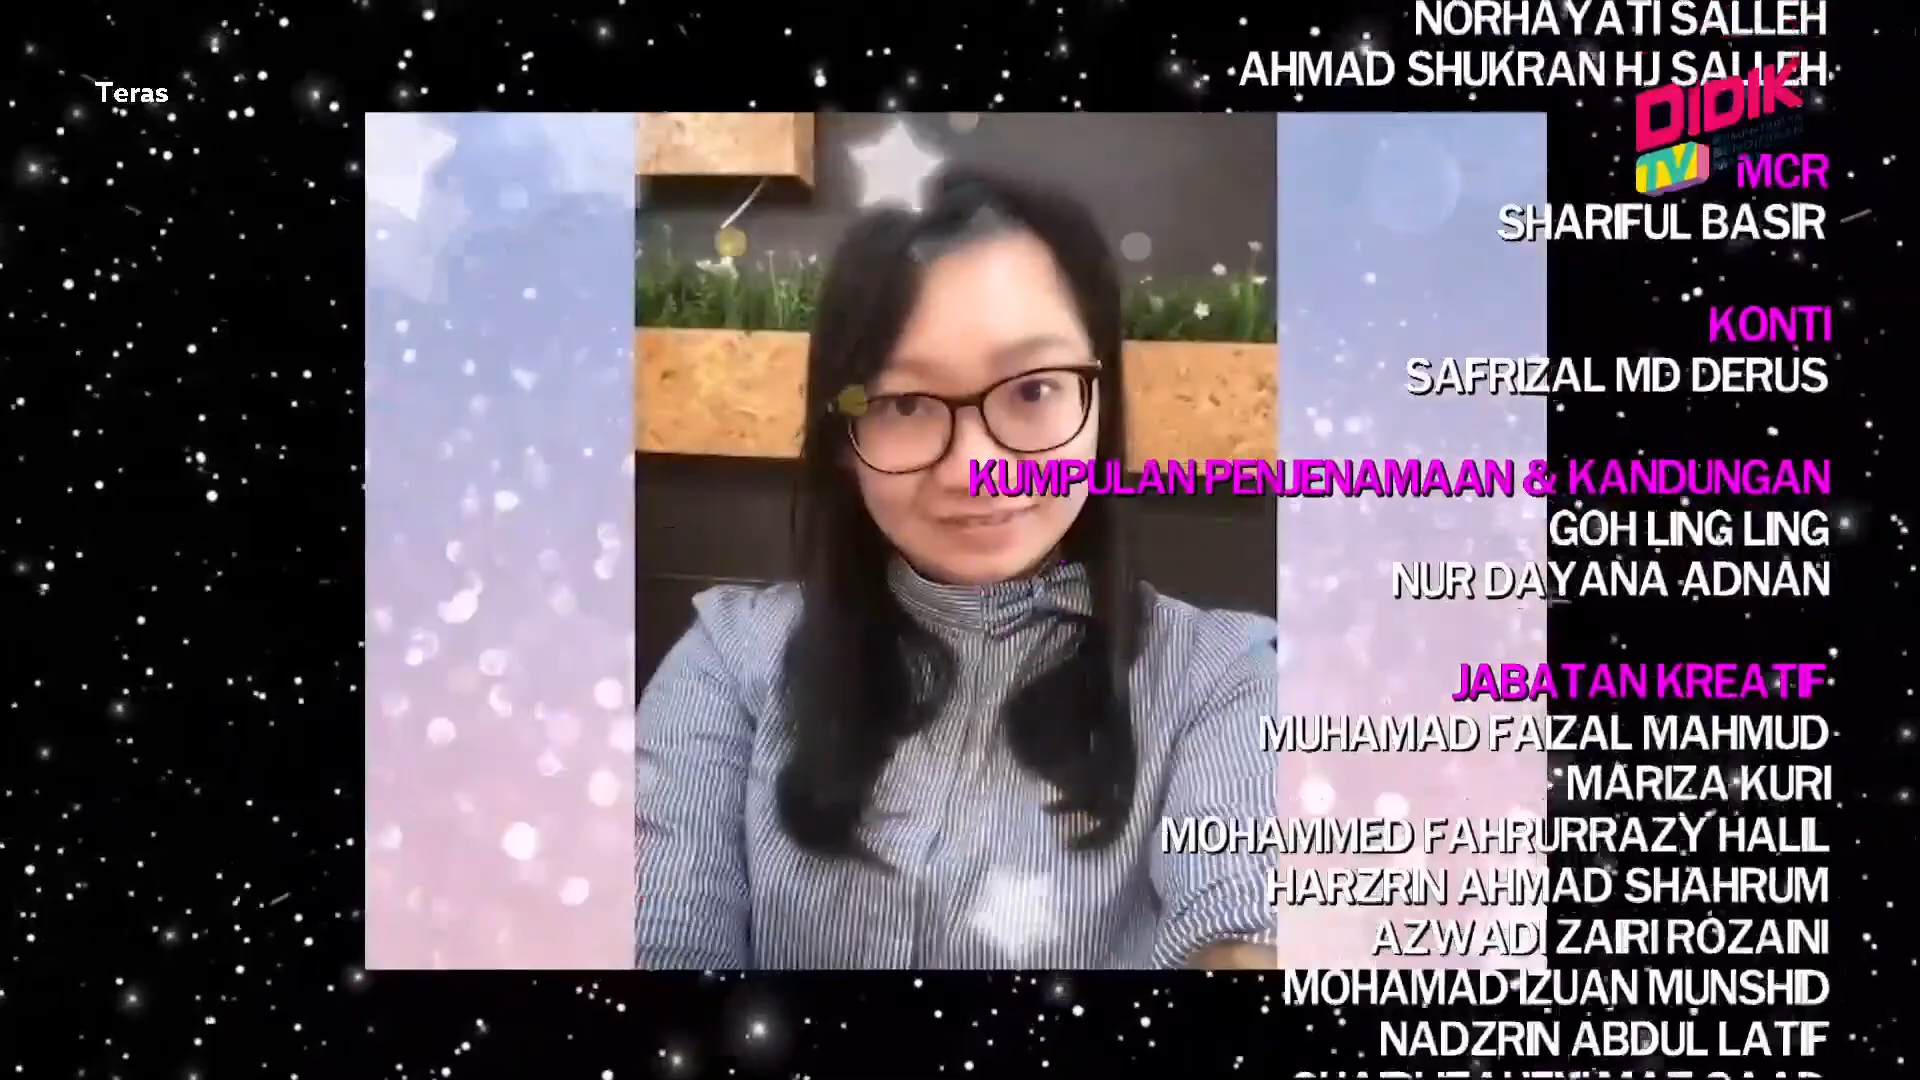 NORHAYATI SALLEH
AHMAD SHUKRAN HJ SALLEH
Teras
DIDIK
TV
MCR
SHARIFUL BASIR
KONTI
SAFRIZAL MD DERUS
KUMPULAN PENJENAMAAN & KANDUNGAN
GOH LING LING
NUR DAYANA ADNAN
JABATAN KREATIF
MUHAMAD FAIZAL MAHMUD
MARIZA KURI
MOHAMMED FAHRURRAZY HALIL
HARZRIN AHMAD SHAHRUM
AZWADI ZAIRI ROZAINI
MOHAMAD IZUAN MUNSHID
NADZRIN ABDUL LATIF